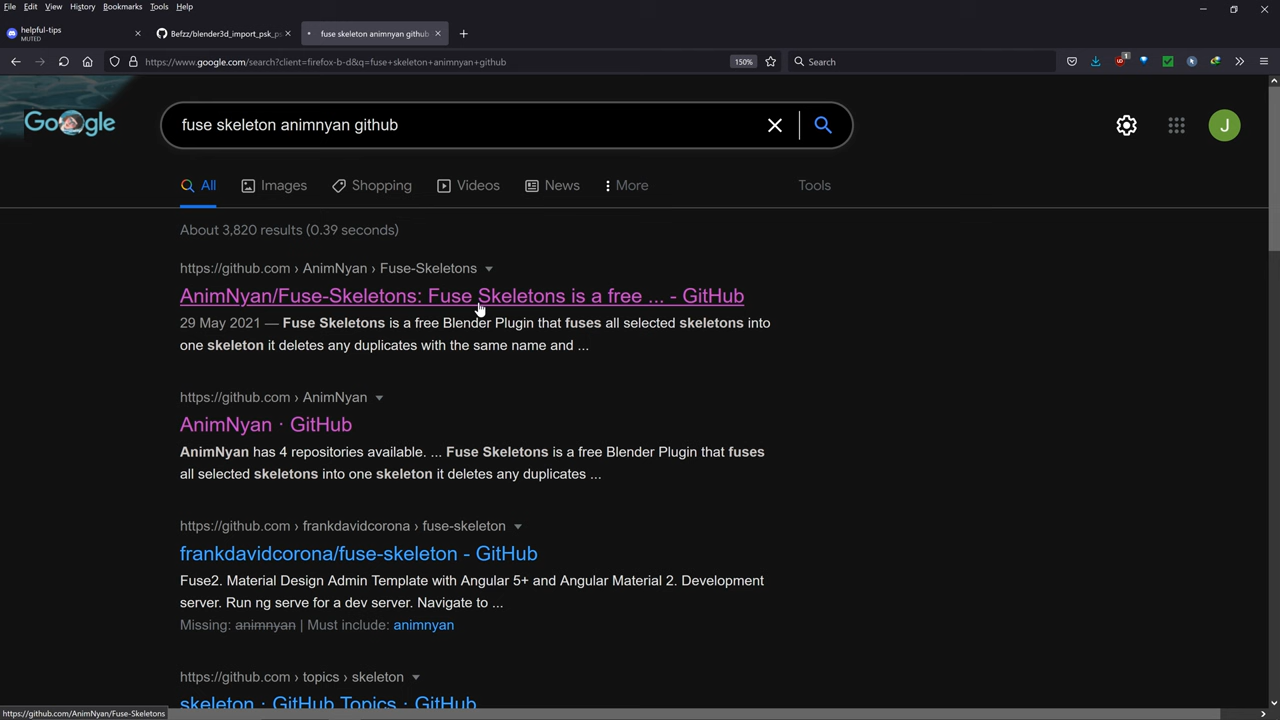 File Edit View History Bookmarks Tools Help
helpful-tips
MUTED
Befzz/blender3d_import_psk_ps
fuse skeleton animnyan github
https://www.google.com/search?client=firefox-b-d&q=fuse+skeleton+animnyan+github
150%
Search
1
Google
fuse skeleton animnyan github
J
All
Images
Shopping
Videos
News
More
Tools
About 3,820 results (0.39 seconds)
https://github.com › AnimNyan › Fuse-Skeletons
AnimNyan/Fuse-Skeletons: Fuse Skeletons is a free ... - GitHub
29 May 2021 — Fuse Skeletons is a free Blender Plugin that fuses all selected skeletons into
one skeleton it deletes any duplicates with the same name and ...
https://github.com › AnimNyan
AnimNyan · GitHub
AnimNyan has 4 repositories available. ... Fuse Skeletons is a free Blender Plugin that fuses
all selected skeletons into one skeleton it deletes any duplicates ...
https://github.com › frankdavidcorona › fuse-skeleton
frankdavidcorona/fuse-skeleton - GitHub
Fuse2. Material Design Admin Template with Angular 5+ and Angular Material 2. Development
server. Run ng serve for a dev server. Navigate to ...
Missing: animnyan | Must include: animnyan
https://github.com › topics › skeleton
skeleton · GitHub Topics · GitHub
https://github.com/AnimNyan/Fuse-Skeletons